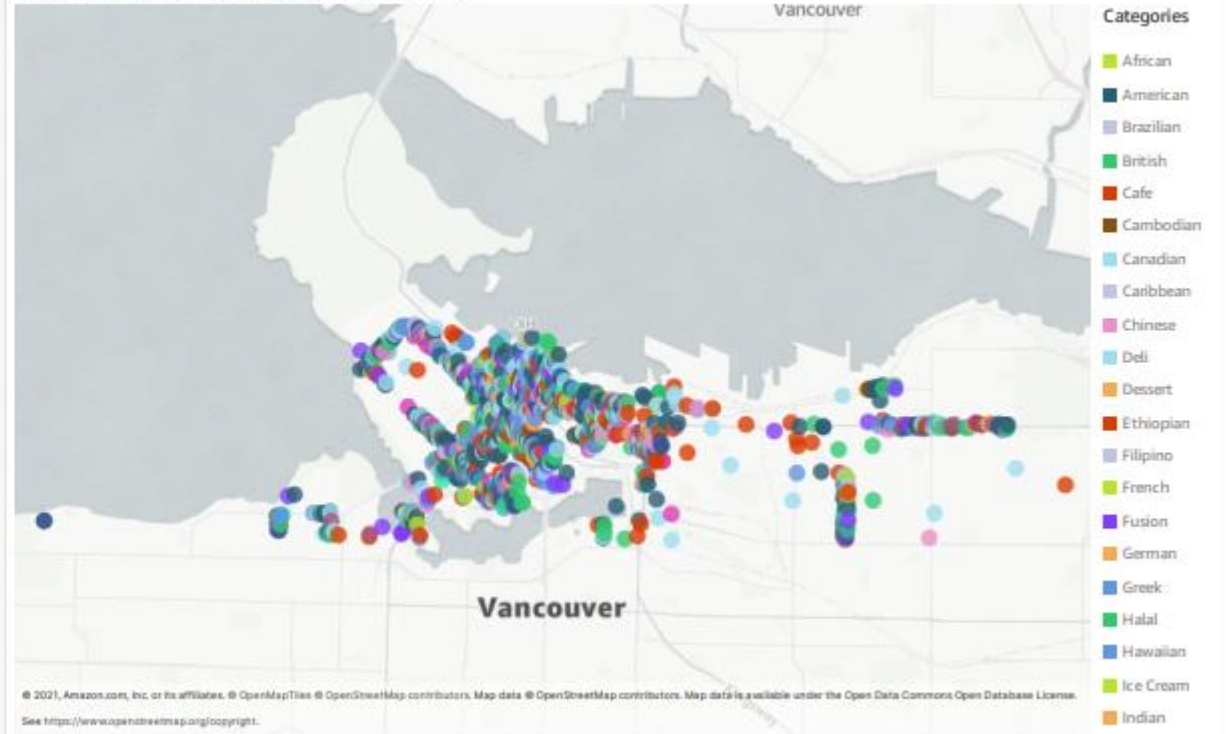 Vancouver
Categories
African
American
Brazilian
British
Cafe
Cambodian
Canadian
Caribbean
Chinese
Deli
Dessert
Ethiopian
Filipino
French
Fusion
German
Greek
Halal
Hawaiian
Ice Cream
Indian
Vancouver
© 2021, Amazon.com, Inc. or its affiliates. © OpenMapTiles © OpenStreetMap contributors. Map data © OpenStreetMap contributors. Map data is available under the Open Data Commons Open Database License.
See https://www.openstreetmap.org/copyright.